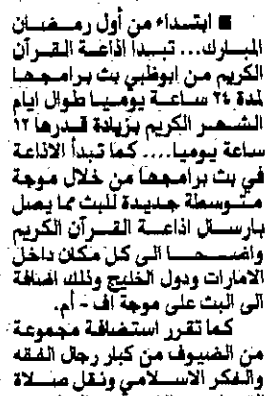 ■ ابتسداء من أول رمضان
المبارك... تبدا اذاعة القرآن
الكريم من ابوظبي بث برامجها
لمدة ٢٤ ساعة يوميا طوال ايام
الشهر الكريم بزيادة قدرها ١٢
ساعة يوميا.... كما تبدأ الاذاعة
في بث برامجها من خلال موجة
متوسطة جديدة للبث مما يصل
بارسال اذاعة القرآن الكريم
واضحا الى كل مكان داخل
الامارات ودول الخليج وذلك اضافة
الى البث على موجة اف - أم.
كما تقرر استضافة مجموعة
من الضيوف من كبار رجال الفقه
والفكر الاسلامي ونقل صلاة